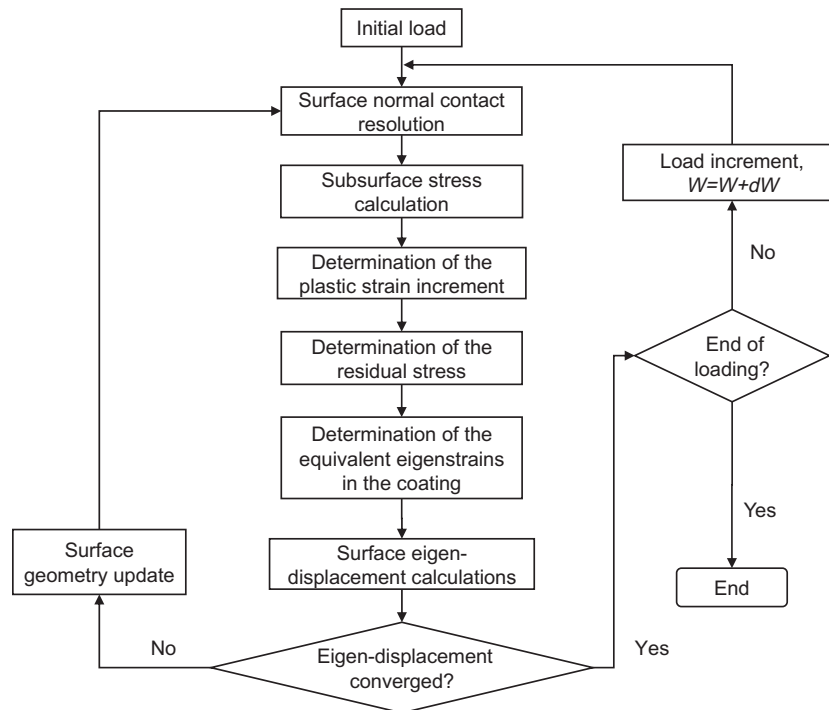 Initial load
Surface normal contact
resolution
Subsurface stress
calculation
Determination of the
plastic strain increment
Determination of the
residual stress
Determination of the
equivalent eigenstrains
in the coating
Surface eigen-
displacement calculations
Eigen-displacement
converged?
No
Surface
geometry update
Yes
End of
loading?
No
Load increment,
W=W+dW
Yes
End